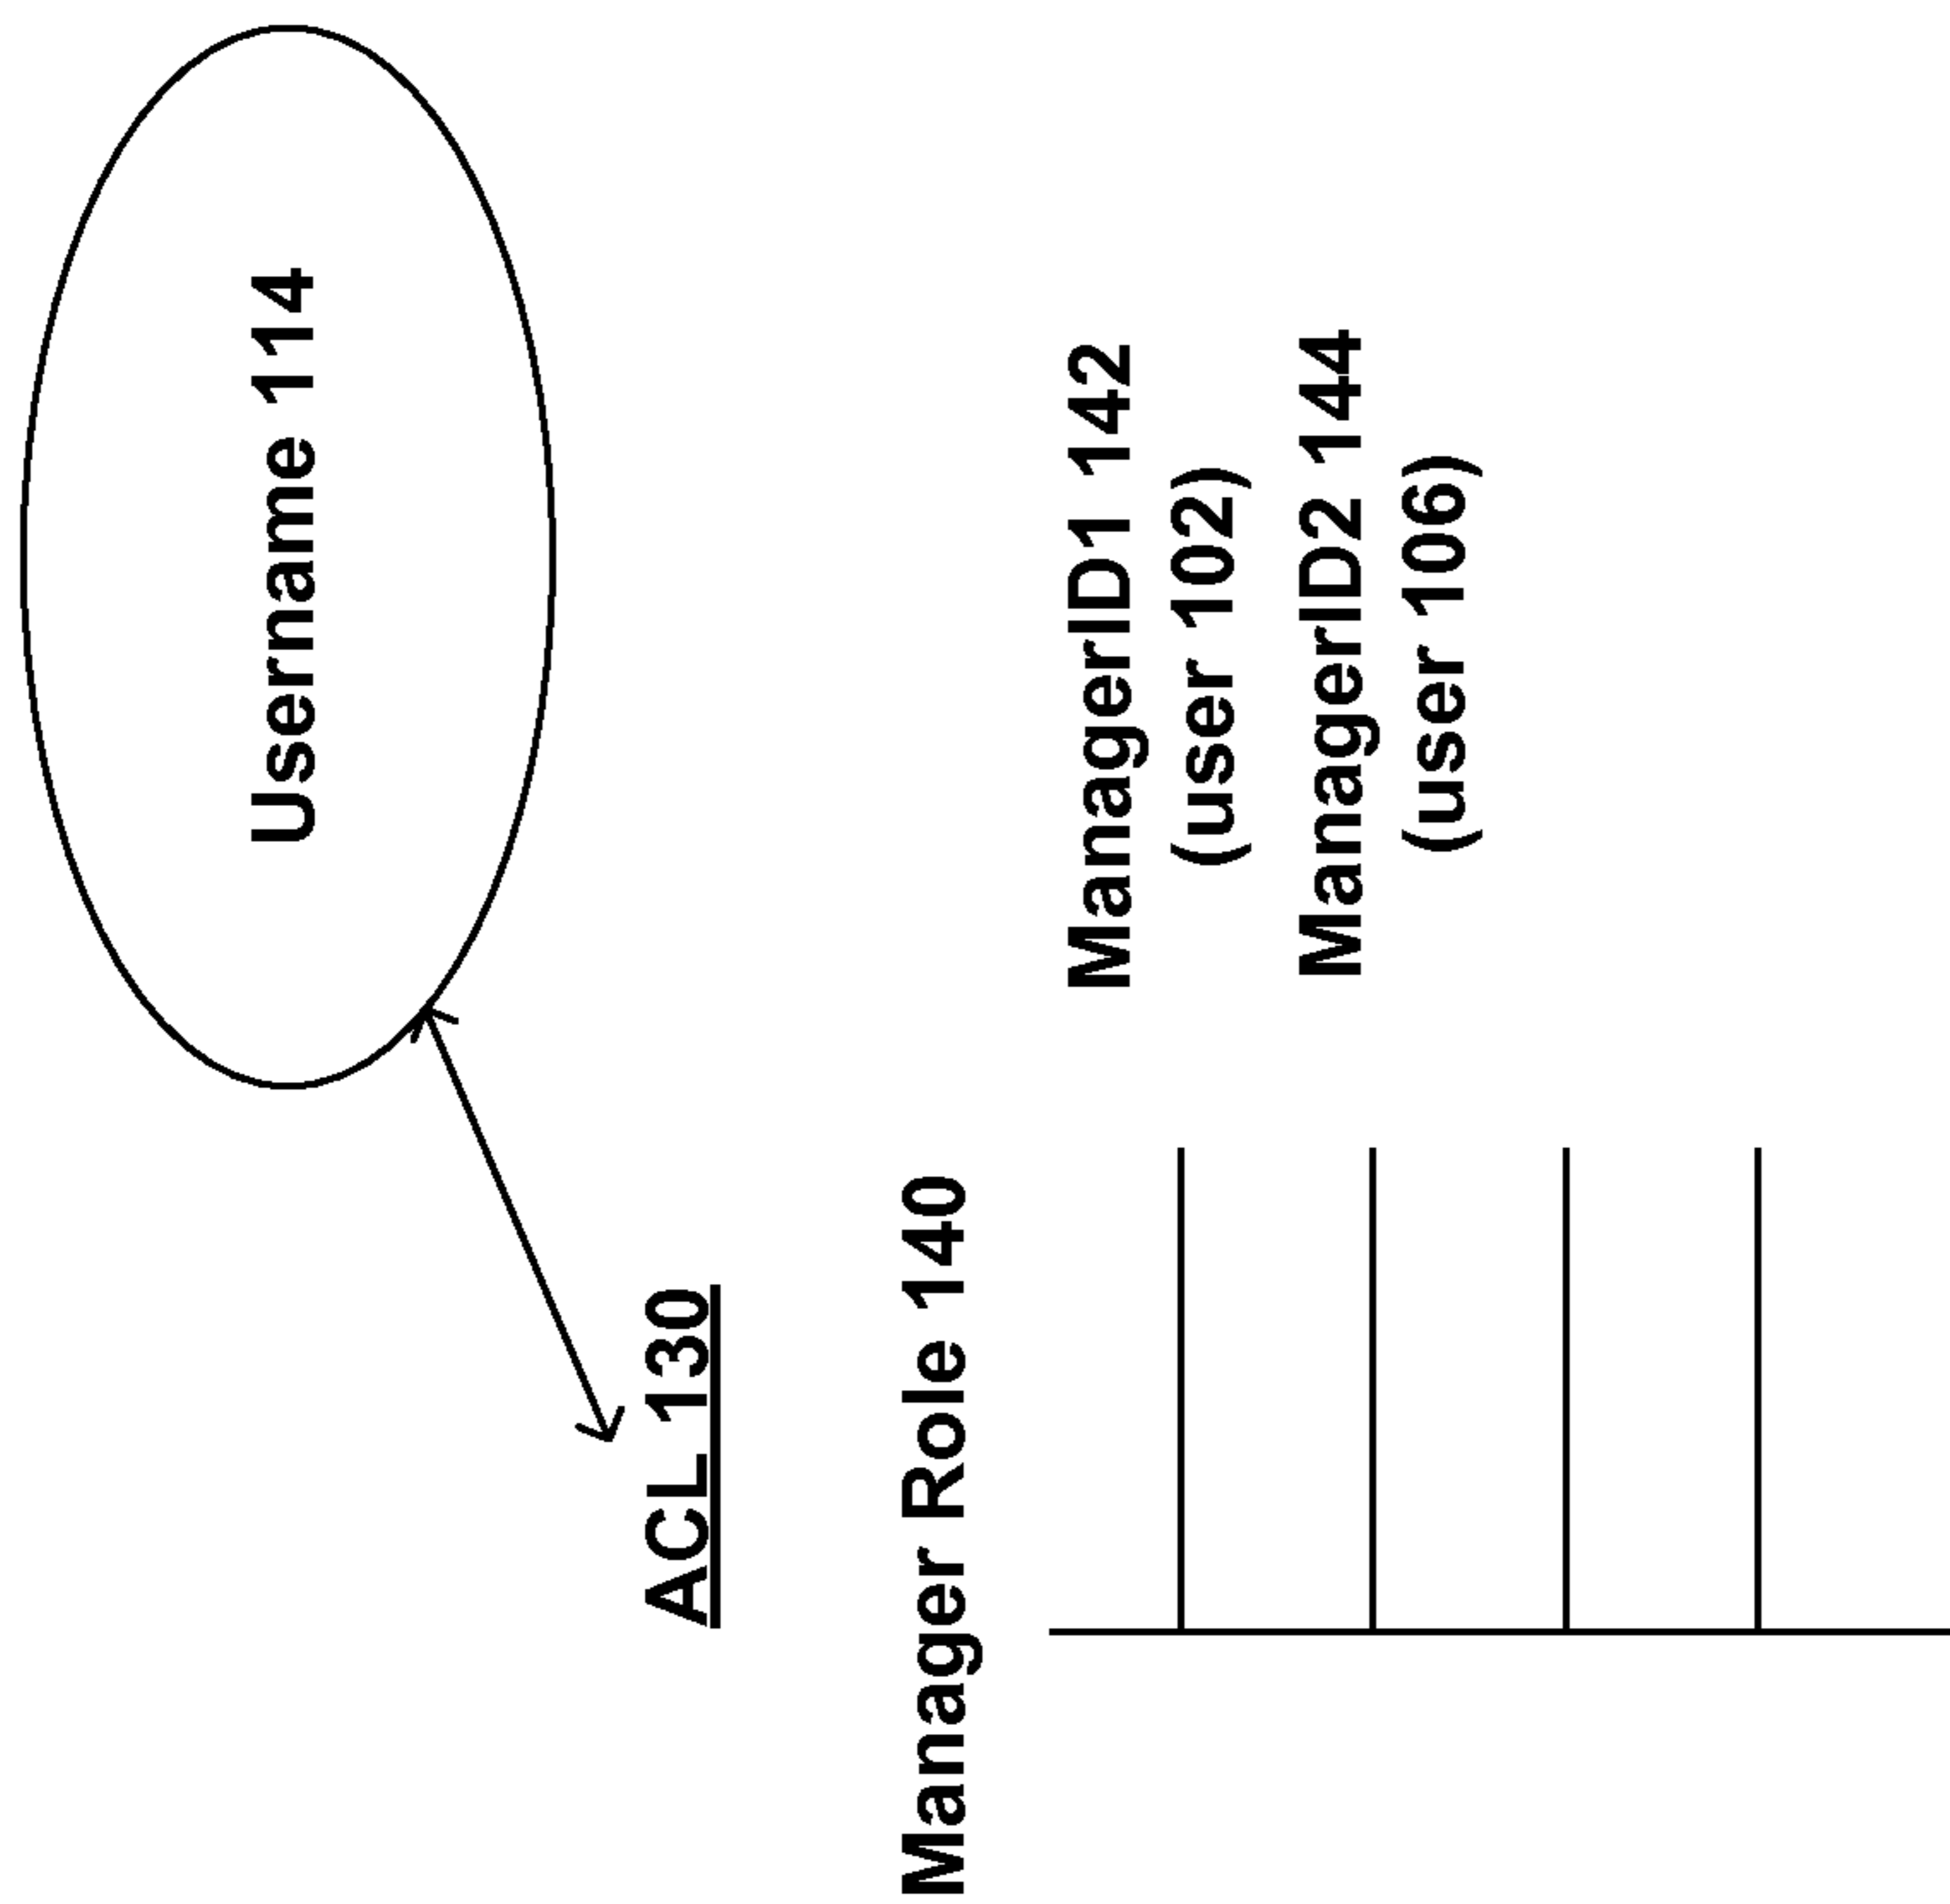 Username 114
ACL 130
Manager Role 140
ManagerID1 142
(user 102)
ManagerID2 144
(user 106)